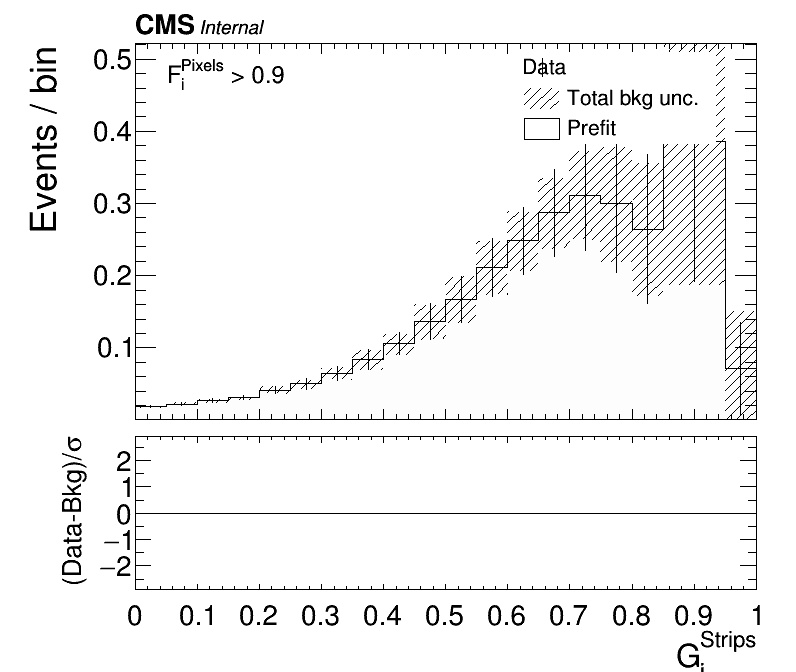 CMS Internal
Events / bin
0.5
0.4
0.3
0.2
0.1
F_i^Pixels > 0.9
Data
Total bkg unc.
Prefit
(Data-Bkg)/σ
2
1
0
−1
−2
0 0.1 0.2 0.3 0.4 0.5 0.6 0.7 0.8 0.9 1
G_i^Strips